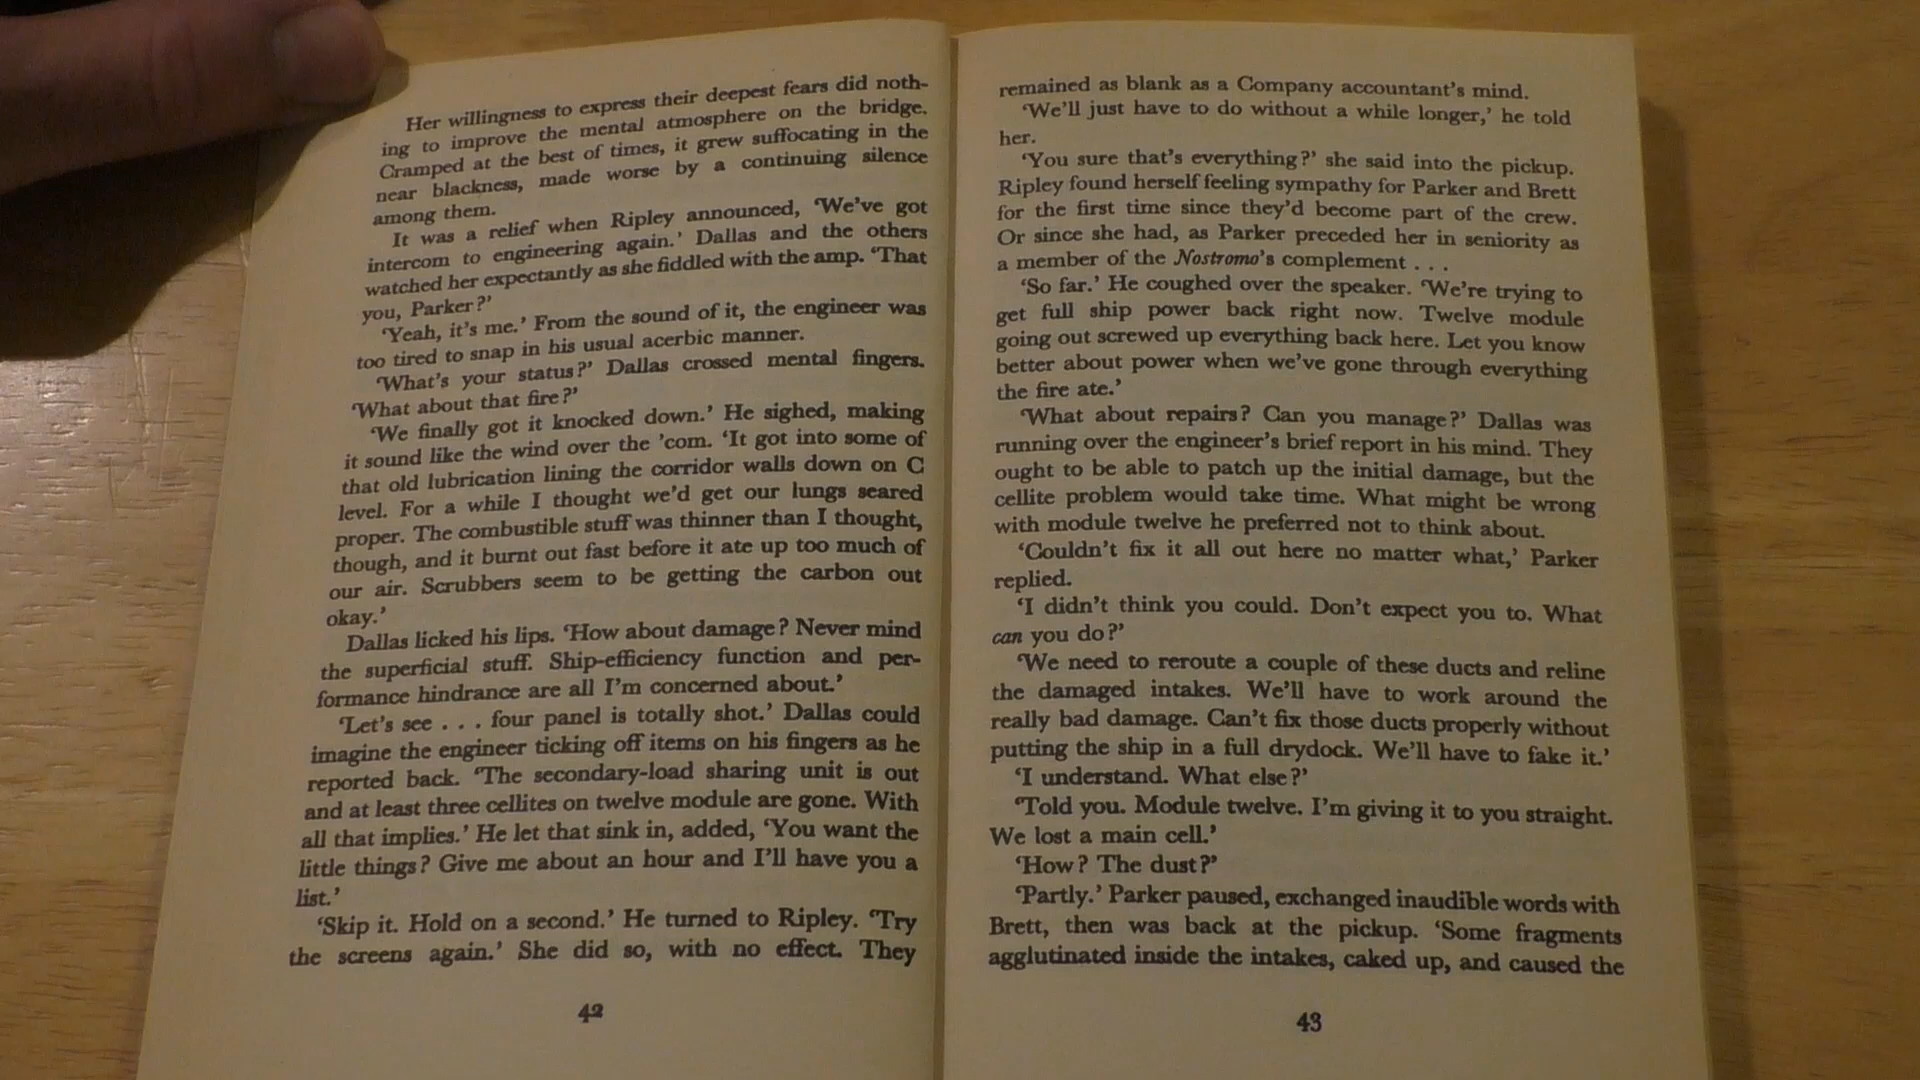 Her willingness to express their deepest fears did noth-
ing to improve the mental atmosphere on the bridge.
Cramped at the best of times, it grew suffocating in the
near blackness, made worse by a continuing silence
among them.
It was a relief when Ripley announced, ‘We’ve got
intercom to engineering again.’ Dallas and the others
watched her expectantly as she fiddled with the amp. ‘That
you, Parker?’
‘Yeah, it’s me.’ From the sound of it, the engineer was
too tired to snap in his usual acerbic manner.
‘What’s your status?’ Dallas crossed mental fingers.
‘What about that fire?’
‘We finally got it knocked down.’ He sighed, making
it sound like the wind over the ’com. ‘It got into some of
that old lubrication lining the corridor walls down on C
level. For a while I thought we’d get our lungs seared
proper. The combustible stuff was thinner than I thought,
though, and it burnt out fast before it ate up too much of
our air. Scrubbers seem to be getting the carbon out
okay.’
Dallas licked his lips. ‘How about damage? Never mind
the superficial stuff. Ship-efficiency function and per-
formance hindrance are all I’m concerned about.’
‘Let’s see . . . four panel is totally shot.’ Dallas could
imagine the engineer ticking off items on his fingers as he
reported back. ‘The secondary-load sharing unit is out
and at least three cellites on twelve module are gone. With
all that implies.’ He let that sink in, added, ‘You want the
little things? Give me about an hour and I’ll have you a
list.’
‘Skip it. Hold on a second.’ He turned to Ripley. ‘Try
the screens again.’ She did so, with no effect. They
42
remained as blank as a Company accountant’s mind.
‘We’ll just have to do without a while longer,’ he told
her.
‘You sure that’s everything?’ she said into the pickup.
Ripley found herself feeling sympathy for Parker and Brett
for the first time since they’d become part of the crew.
Or since she had, as Parker preceded her in seniority as
a member of the Nostromo’s complement . . .
‘So far.’ He coughed over the speaker. ‘We’re trying to
get full ship power back right now. Twelve module
going out screwed up everything back here. Let you know
better about power when we’ve gone through everything
the fire ate.’
‘What about repairs? Can you manage?’ Dallas was
running over the engineer’s brief report in his mind. They
ought to be able to patch up the initial damage, but the
cellite problem would take time. What might be wrong
with module twelve he preferred not to think about.
‘Couldn’t fix it all out here no matter what,’ Parker
replied.
‘I didn’t think you could. Don’t expect you to. What
can you do?’
‘We need to reroute a couple of these ducts and reline
the damaged intakes. We’ll have to work around the
really bad damage. Can’t fix those ducts properly without
putting the ship in a full drydock. We’ll have to fake it.’
‘I understand. What else?’
‘Told you. Module twelve. I’m giving it to you straight.
We lost a main cell.’
‘How? The dust?’
‘Partly.’ Parker paused, exchanged inaudible words with
Brett, then was back at the pickup. ‘Some fragments
agglutinated inside the intakes, caked up, and caused the
43